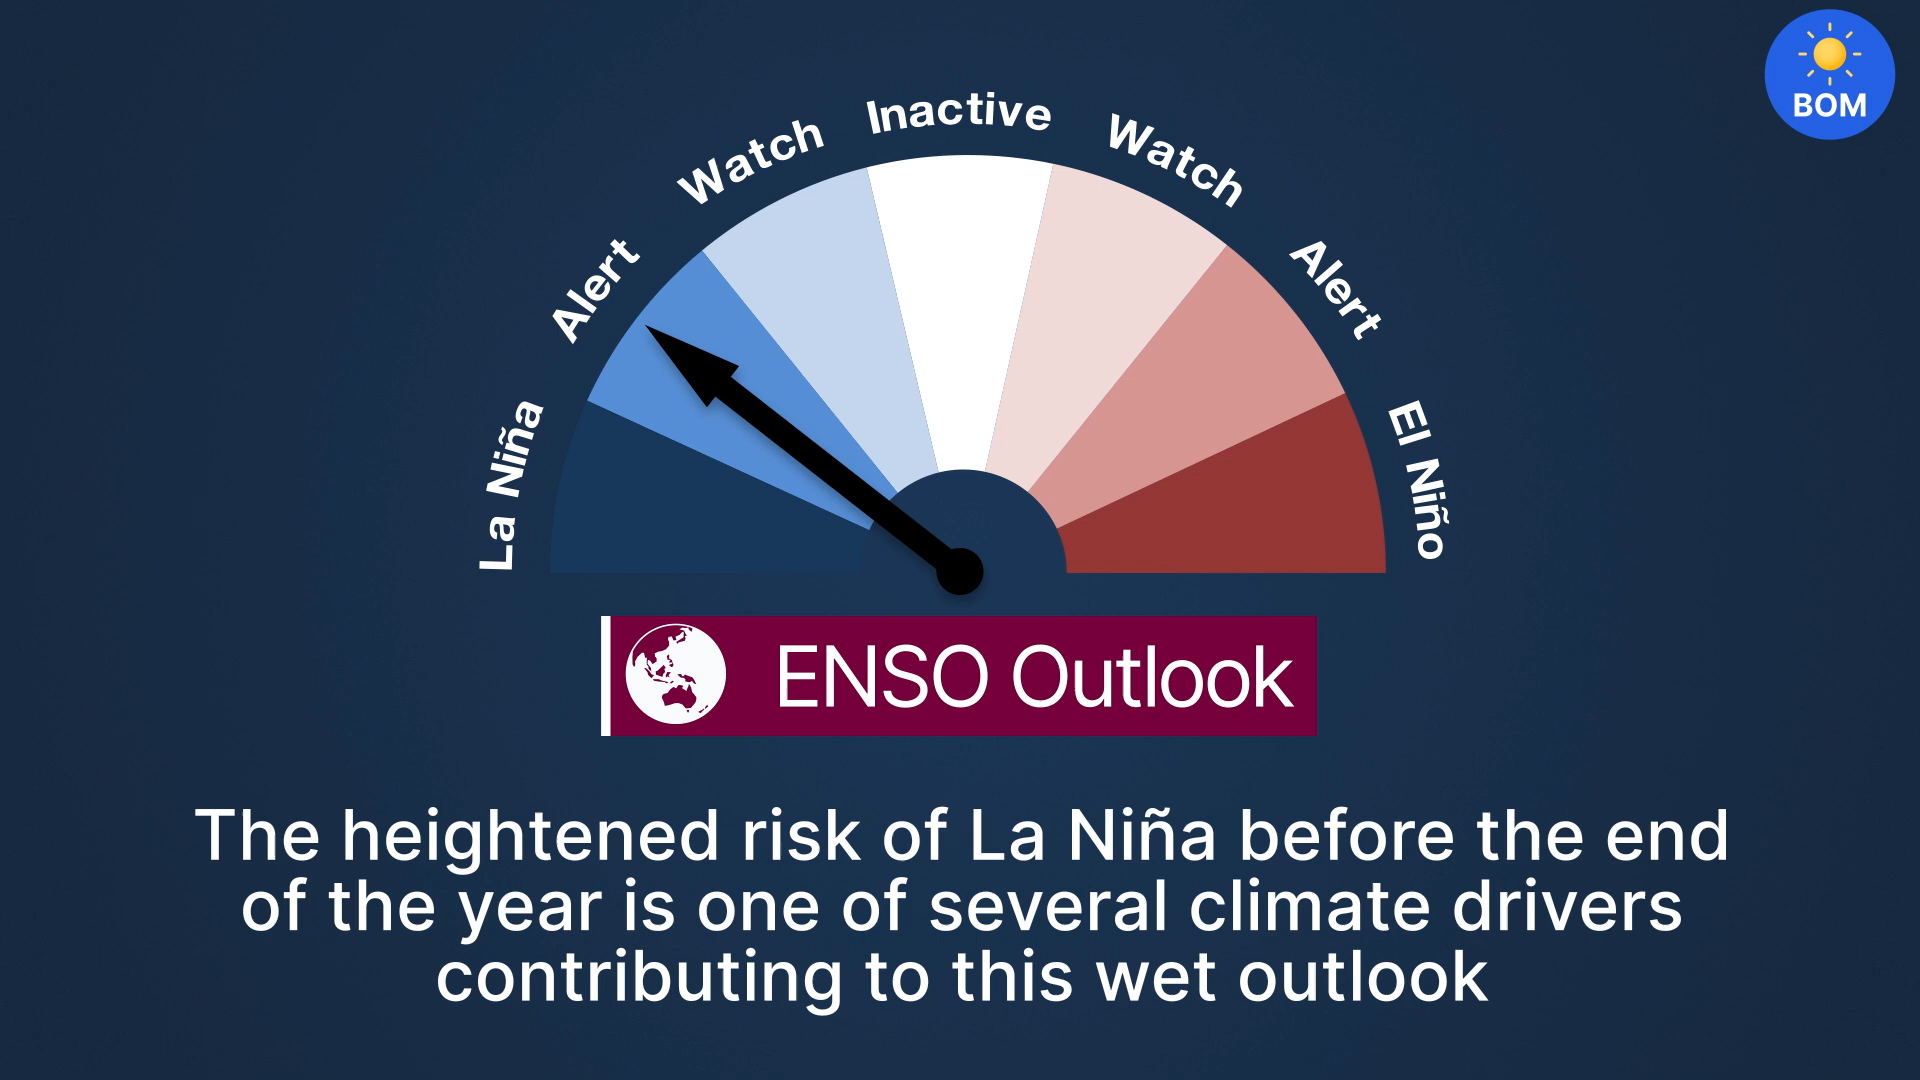 BOM
La Niña
Alert
Watch
Inactive
Watch
Alert
El Niño
ENSO Outlook
The heightened risk of La Niña before the end
of the year is one of several climate drivers
contributing to this wet outlook